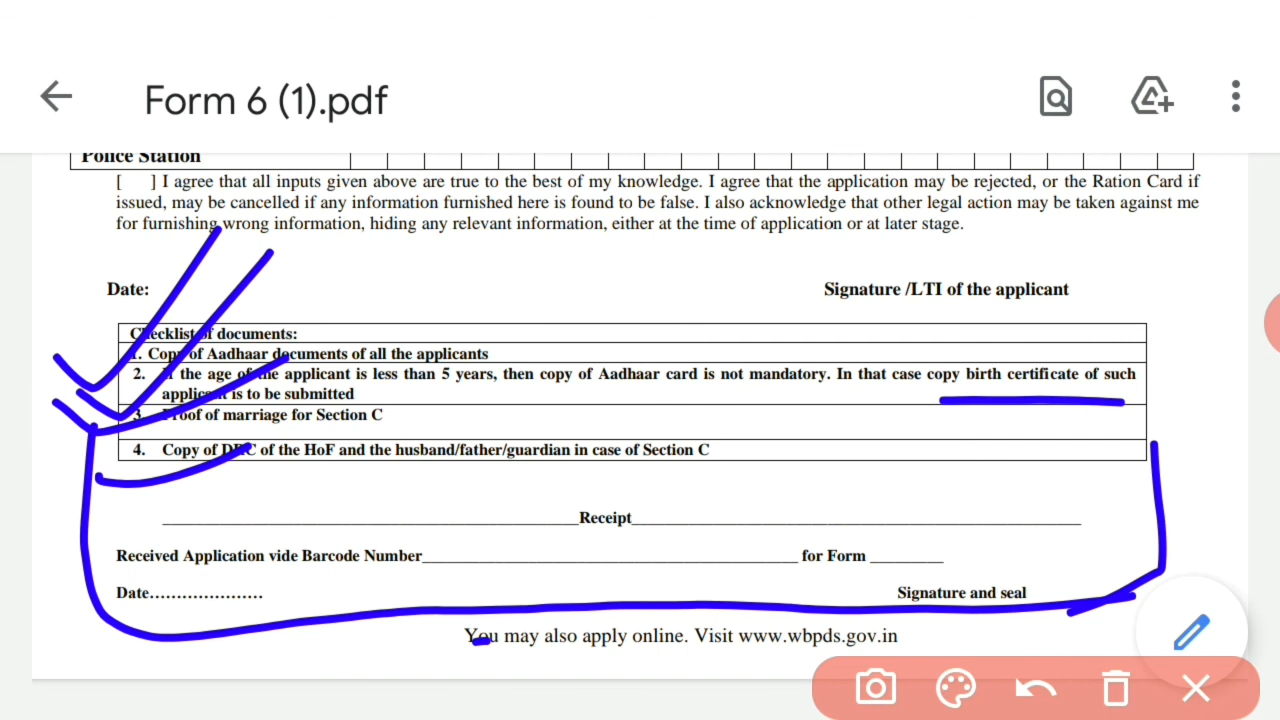 Form 6 (1).pdf
Police Station
[ ] I agree that all inputs given above are true to the best of my knowledge. I agree that the application may be rejected, or the Ration Card if
issued, may be cancelled if any information furnished here is found to be false. I also acknowledge that other legal action may be taken against me
for furnishing wrong information, hiding any relevant information, either at the time of application or at later stage.
Date: Signature /LTI of the applicant
Checklist of documents:
1. Copy of Aadhaar documents of all the applicants
2. If the age of the applicant is less than 5 years, then copy of Aadhaar card is not mandatory. In that case copy birth certificate of such
applicant is to be submitted
3. Proof of marriage for Section C
4. Copy of DRC of the HoF and the husband/father/guardian in case of Section C
Receipt
Received Application vide Barcode Number____ for Form ____
Date..................... Signature and seal
You may also apply online. Visit www.wbpds.gov.in